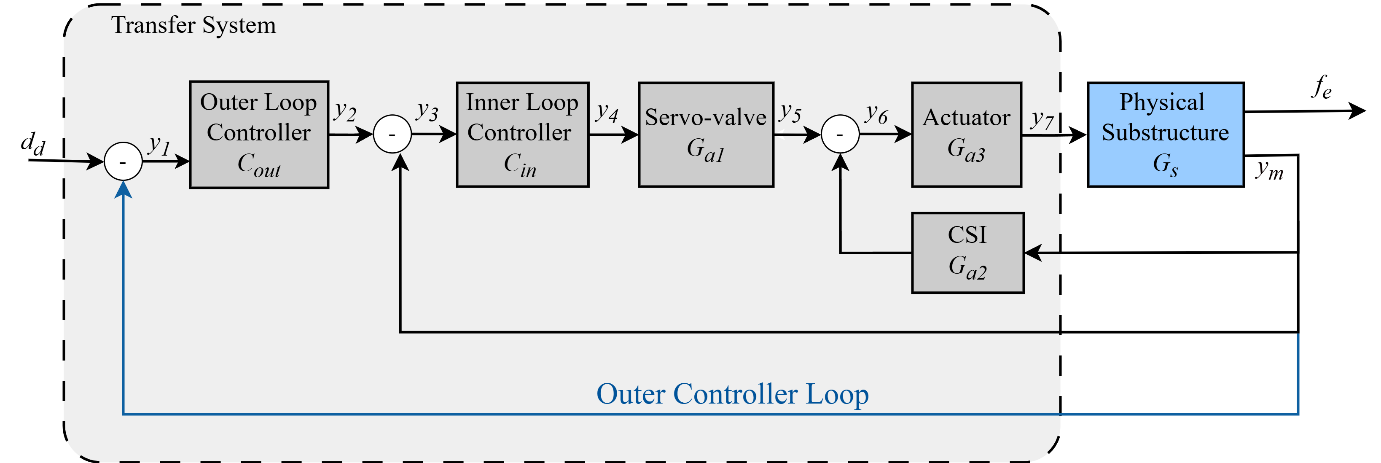 Transfer System
d_d
-
y_1
Outer Loop
Controller
C_out
y_2
-
y_3
Inner Loop
Controller
C_in
y_4
Servo-valve
G_a1
y_5
-
y_6
Actuator
G_a3
y_7
Physical
Substructure
G_s
f_e
y_m
CSI
G_a2
Outer Controller Loop